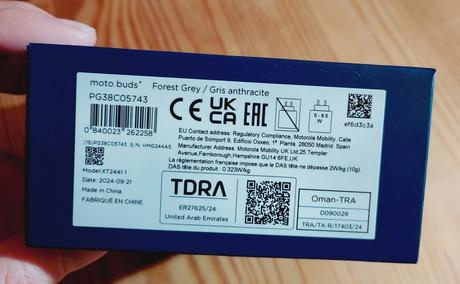 moto buds+ Forest Grey / Gris anthracite
PG38C05743
0 840023 262258
(1S)PG38C05743 S/N HMG244AS
CE UK CA EAC
5 - 6.5
W
ef6d3c3a
EU Contact address: Regulatory Compliance, Motorola Mobility, Calle
Puerto de Somport 9, Edificio Oxxeo, 1ª Planta, 28050 Madrid, Spain
Manufacturer Address: Motorola Mobility UK Ltd, 25 Templer
Avenue, Farnborough, Hampshire GU14 6FE, UK
La réglementation française impose que les DAS tête ne dépasse 2W/kg (10g)
DAS tête du produit: 0.323W/kg
Model: XT2441-1
Date: 2024-09-21
MADE IN CHINA
FABRIQUÉ EN CHINE
TDRA
ER27625/24
United Arab Emirates
Oman-TRA
D090029
TRA/TA-R/17403/24